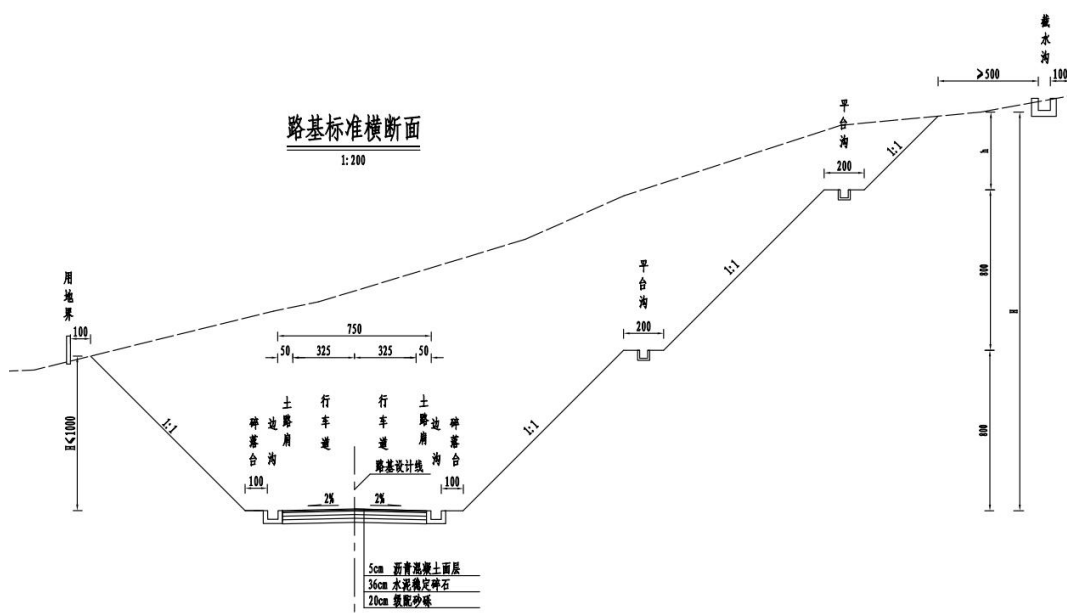 截水沟
≥500
100
平台沟
路基标准横断面
1:200
200
1:1
h
用地界
100
平台沟
1:1
800
H
750
200
50
325
325
50
H≤1000
1:1
碎落台
边沟
土路肩
行车道
行车道
土路肩
边沟
碎落台
1:1
800
路基设计线
100
100
2%
2%
5cm 沥青混凝土面层
36cm 水泥稳定碎石
20cm 级配砂砾